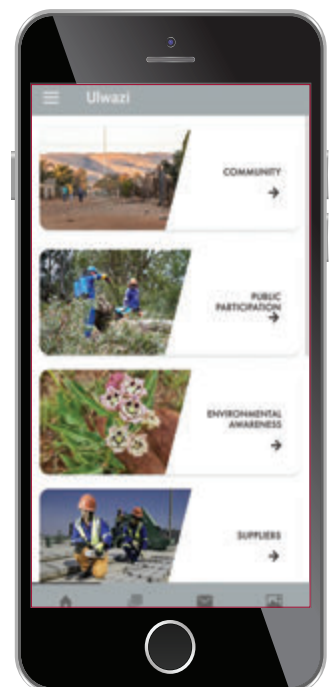 Ulwazi
COMMUNITY
PUBLIC
PARTICIPATION
ENVIRONMENTAL
AWARENESS
SUPPLIERS